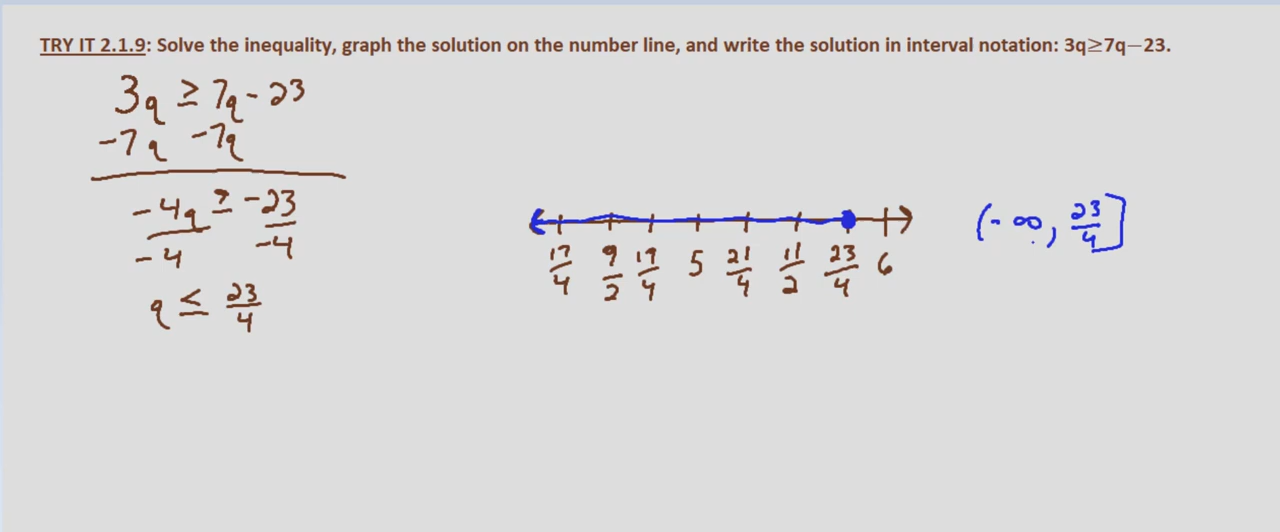 TRY IT 2.1.9: Solve the inequality, graph the solution on the number line, and write the solution in interval notation: 3q≥7q−23.
3q ≥ 7q - 23
-7q -7q
-4q ≥ -23
-4 -4
q ≤ 23/4
17/4 9/2 19/4 5 21/4 11/2 23/4 6
(-∞, 23/4]